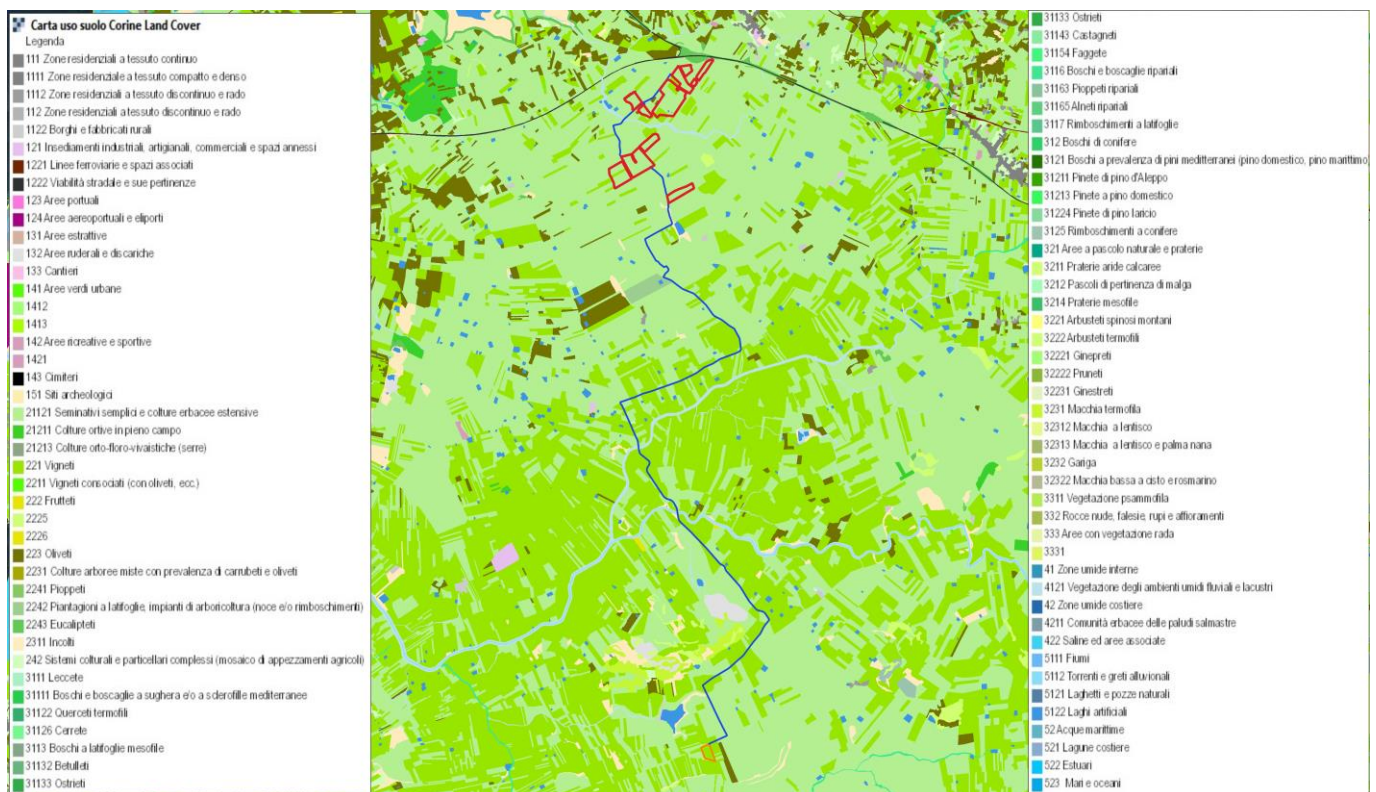 Carta uso suolo Corine Land Cover
Legenda
111 Zone residenziali a tessuto continuo
1111 Zone residenziale a tessuto compatto e denso
1112 Zone residenziali a tessuto discontinuo e rado
112 Zone residenziali a tessuto discontinuo e rado
1122 Borghi e fabbricati rurali
121 Insediamenti industriali, artigianali, commerciali e spazi annessi
1221 Linee ferroviarie e spazi associati
1222 Viabilità stradale e sue pertinenze
123 Aree portuali
124 Aree aereoportuali e eliporti
131 Aree estrattive
132 Aree ruderali e discariche
133 Cantieri
141 Aree verdi urbane
1412
1413
142 Aree ricreative e sportive
1421
143 Cimiteri
151 Siti archeologici
21121 Seminativi semplici e colture erbacee estensive
21211 Colture ortive in pieno campo
21213 Colture orto-floro-vivaistiche (serre)
221 Vigneti
2211 Vigneti consociati (con oliveti, ecc.)
222 Frutteti
2225
2226
223 Oliveti
2231 Colture arboree miste con prevalenza di carrubeti e oliveti
2241 Pioppeti
2242 Piantagioni a latifoglie, impianti di arboricoltura (noce e/o rimboschimenti)
2243 Eucalipteti
2311 Incolti
242 Sistemi colturali e particellari complessi (mosaico di appezzamenti agricoli)
3111 Leccete
31111 Boschi e boscaglie a sughera e/o a sclerofille mediterranee
31122 Querceti termofili
31126 Cerrete
3113 Boschi a latifoglie mesofile
31132 Betulleti
31133 Ostrieti
31133 Ostrieti
31143 Castagneti
31154 Faggete
3116 Boschi e boscaglie ripariali
31163 Pioppeti ripariali
31165 Alneti ripariali
3117 Rimboschimenti a latifoglie
312 Boschi di conifere
3121 Boschi a prevalenza di pini medittterranei (pino domestico, pino marittimo)
31211 Pinete di pino d'Aleppo
31213 Pinete a pino domestico
31224 Pinete di pino laricio
3125 Rimboschimenti a conifere
321 Aree a pascolo naturale e praterie
3211 Praterie aride calcaree
3212 Pascoli di pertinenza di malga
3214 Praterie mesofile
3221 Arbusteti spinosi montani
3222 Arbusteti termofili
32221 Ginepreti
32222 Pruneti
32231 Ginestreti
3231 Macchia termofila
32312 Macchia a lentisco
32313 Macchia a lentisco e palma nana
3232 Gariga
32322 Macchia bassa a cisto e rosmarino
3311 Vegetazione psammofila
332 Rocce nude, falesie, rupi e affioramenti
333 Aree con vegetazione rada
3331
41 Zone umide interne
4121 Vegetazione degli ambienti umidi fluviali e lacustri
42 Zone umide costiere
4211 Comunità erbacee delle paludi salmastre
422 Saline ed aree associate
5111 Fiumi
5112 Torrenti e greti alluvionali
5121 Laghetti e pozze naturali
5122 Laghi artificiali
52 Acque marittime
521 Lagune costiere
522 Estuari
523 Mari e oceani